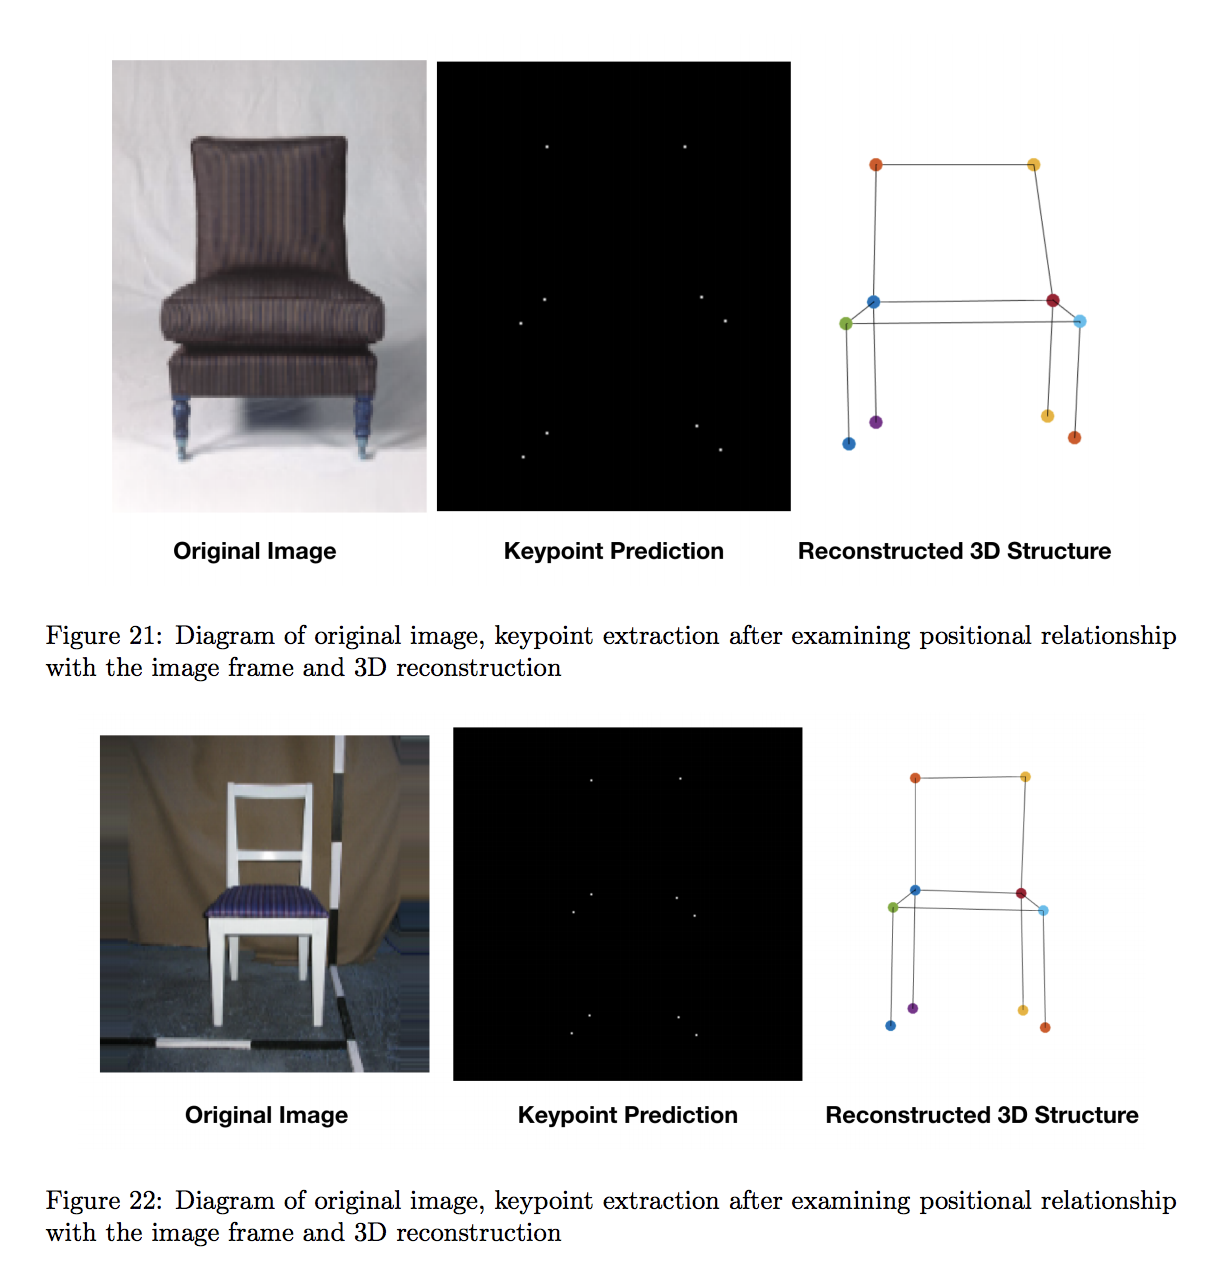 Original Image Keypoint Prediction Reconstructed 3D Structure
Figure 21: Diagram of original image, keypoint extraction after examining positional relationship
with the image frame and 3D reconstruction
Original Image Keypoint Prediction Reconstructed 3D Structure
Figure 22: Diagram of original image, keypoint extraction after examining positional relationship
with the image frame and 3D reconstruction